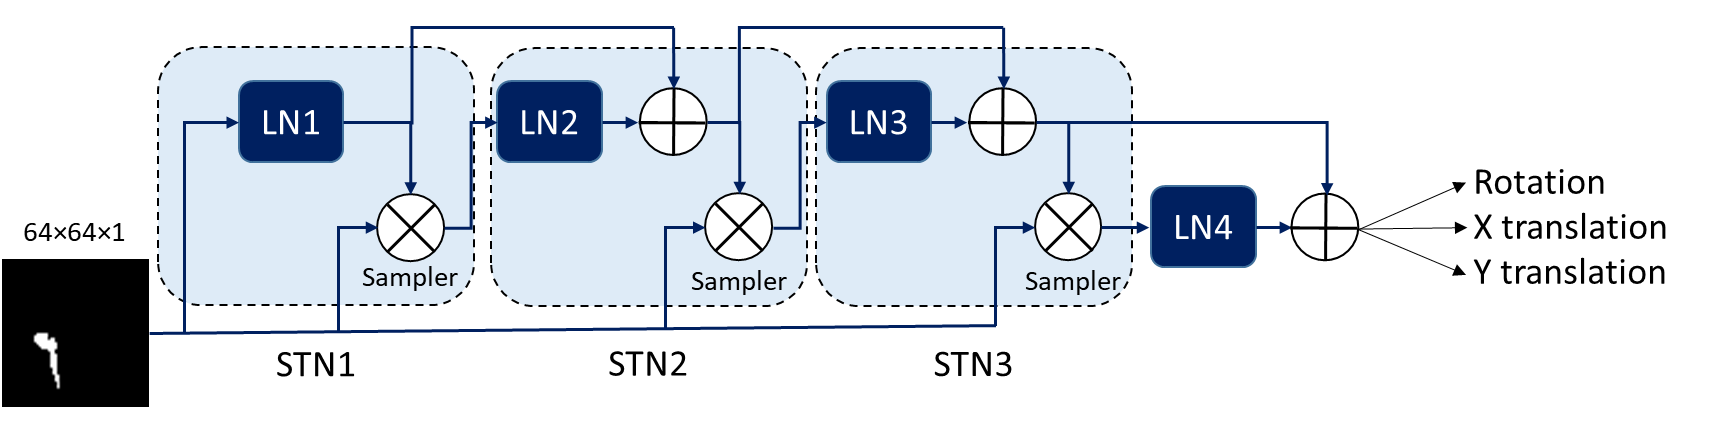 LN1
LN2
LN3
Rotation
64×64×1
LN4
X translation
Sampler
Sampler
Sampler
Y translation
STN1
STN2
STN3